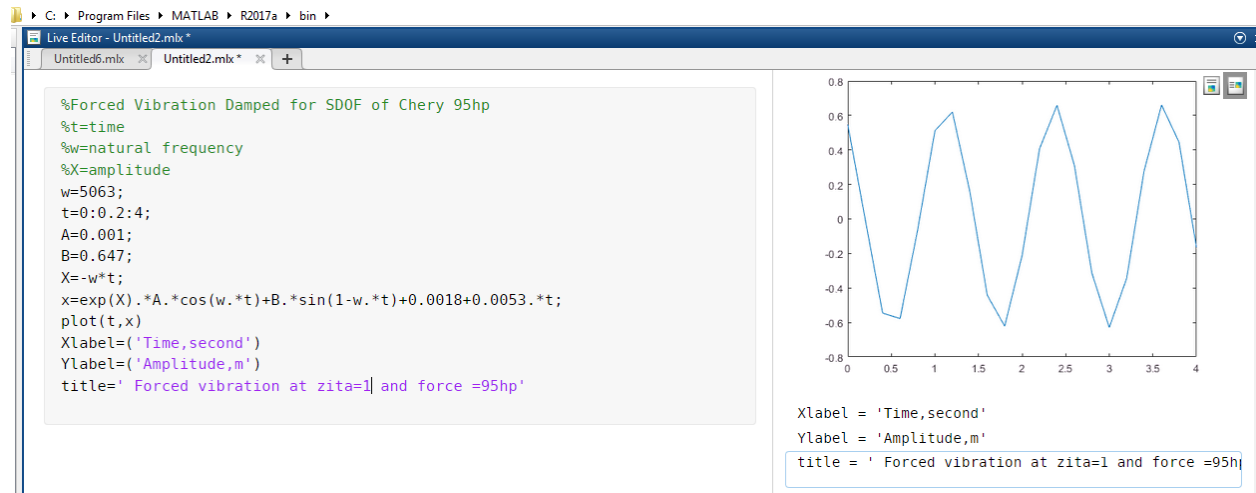 C: Program Files MATLAB R2017a bin
Live Editor - Untitled2.mlx *
Untitled6.mlx Untitled2.mlx * +
%Forced Vibration Damped for SDOF of Chery 95hp
%t=time
%w=natural frequency
%X=amplitude
w=5063;
t=0:0.2:4;
A=0.001;
B=0.647;
X=-w*t;
x=exp(X).*A.*cos(w.*t)+B.*sin(1-w.*t)+0.0018+0.0053.*t;
plot(t,x)
Xlabel=('Time,second')
Ylabel=('Amplitude,m')
title=' Forced vibration at zita=1 and force =95hp'
0.8
0.6
0.4
0.2
0
-0.2
-0.4
-0.6
-0.8
0 0.5 1 1.5 2 2.5 3 3.5 4
Xlabel = 'Time,second'
Ylabel = 'Amplitude,m'
title = ' Forced vibration at zita=1 and force =95h